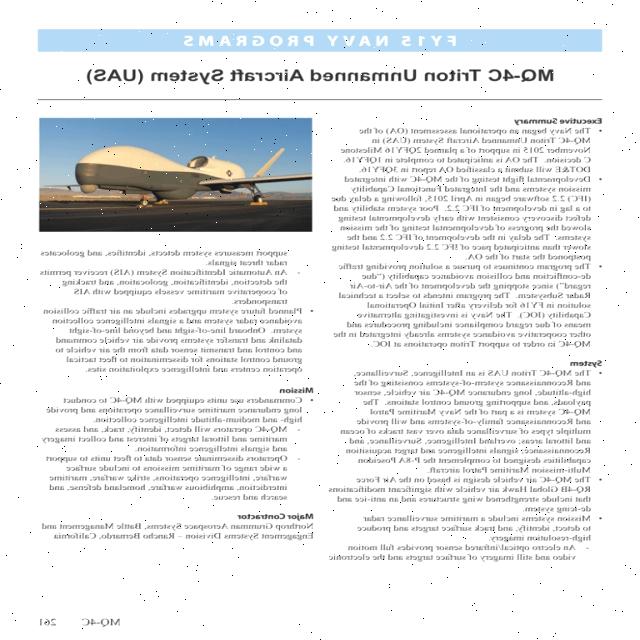 FY15 NAVY PROGRAMS
MQ-4C Triton Unmanned Aircraft System (UAS)
Executive Summary
• The Navy began an operational assessment (OA) of the
MQ-4C Triton Unmanned Aircraft System (UAS) in
November 2015 in support of a planned 2QFY16 Milestone
C decision. The OA is anticipated to complete in 1QFY16.
DOT&E will submit a classified OA report in 1QFY16.
• Developmental flight testing of the MQ-4C with integrated
mission systems and the Integrated Functional Capability
(IFC) 2.2 software began in April 2015, following a delay due
to a lag in development of IFC 2.2. Poor system stability and
defect discovery consistent with early developmental testing
slowed the progress of developmental testing of the mission
systems. The delay in the development of IFC 2.2 and the
slower than anticipated pace of IFC 2.2 developmental testing
postponed the start of the OA.
• The program continues to pursue a solution providing traffic
de-confliction and collision avoidance capability ("due
regard") since stopping the development of the Air-to-Air
Radar Subsystem. The program intends to select a technical
solution in FY16 for delivery after Initial Operational
Capability (IOC). The Navy is investigating alternative
means of due regard compliance including procedures and
other cooperative avoidance systems already integrated in the
MQ-4C in order to support Triton operations at IOC.
System
• The MQ-4C Triton UAS is an Intelligence, Surveillance,
and Reconnaissance system-of-systems consisting of the
high-altitude, long endurance MQ-4C air vehicle, sensor
payloads, and supporting ground control stations. The
MQ-4C system is a part of the Navy Maritime Patrol
and Reconnaissance family-of-systems and will provide
multiple types of surveillance data over vast tracks of ocean
and littoral areas; overland Intelligence, Surveillance, and
Reconnaissance; signals intelligence and target acquisition
capabilities designed to complement the P-8A Poseidon
Multi-mission Maritime Patrol aircraft.
• The MQ-4C air vehicle design is based on the Air Force
RQ-4B Global Hawk air vehicle with significant modifications
that include strengthened wing structures and an anti-ice and
de-icing system.
• Mission systems include a maritime surveillance radar
to detect, identify, and track surface targets and produce
high-resolution imagery.
- An electro optical/infrared sensor provides full motion
video and still imagery of surface targets and the electronic
support measures system detects, identifies, and geolocates
radar threat signals.
- An Automatic Identification System (AIS) receiver permits
the detection, identification, geolocation, and tracking
of cooperative maritime vessels equipped with AIS
transponders.
• Planned future system upgrades include an air traffic collision
avoidance radar system and a signals intelligence collection
system. Onboard line-of-sight and beyond line-of-sight
datalink and transfer systems provide air vehicle command
and control and transmit sensor data from the air vehicle to
ground control stations for dissemination to fleet tactical
operation centers and intelligence exploitation sites.
Mission
• Commanders use units equipped with MQ-4C to conduct
long endurance maritime surveillance operations and provide
high- and medium-altitude intelligence collection.
- MQ-4C operators will detect, identify, track, and assess
maritime and littoral targets of interest and collect imagery
and signals intelligence information.
- Operators disseminate sensor data to fleet units to support
a wide range of maritime missions to include surface
warfare, intelligence operations, strike warfare, maritime
interdiction, amphibious warfare, homeland defense, and
search and rescue.
Major Contractor
Northrop Grumman Aerospace Systems, Battle Management and
Engagement Systems Division – Rancho Bernardo, California
MQ-4C 261